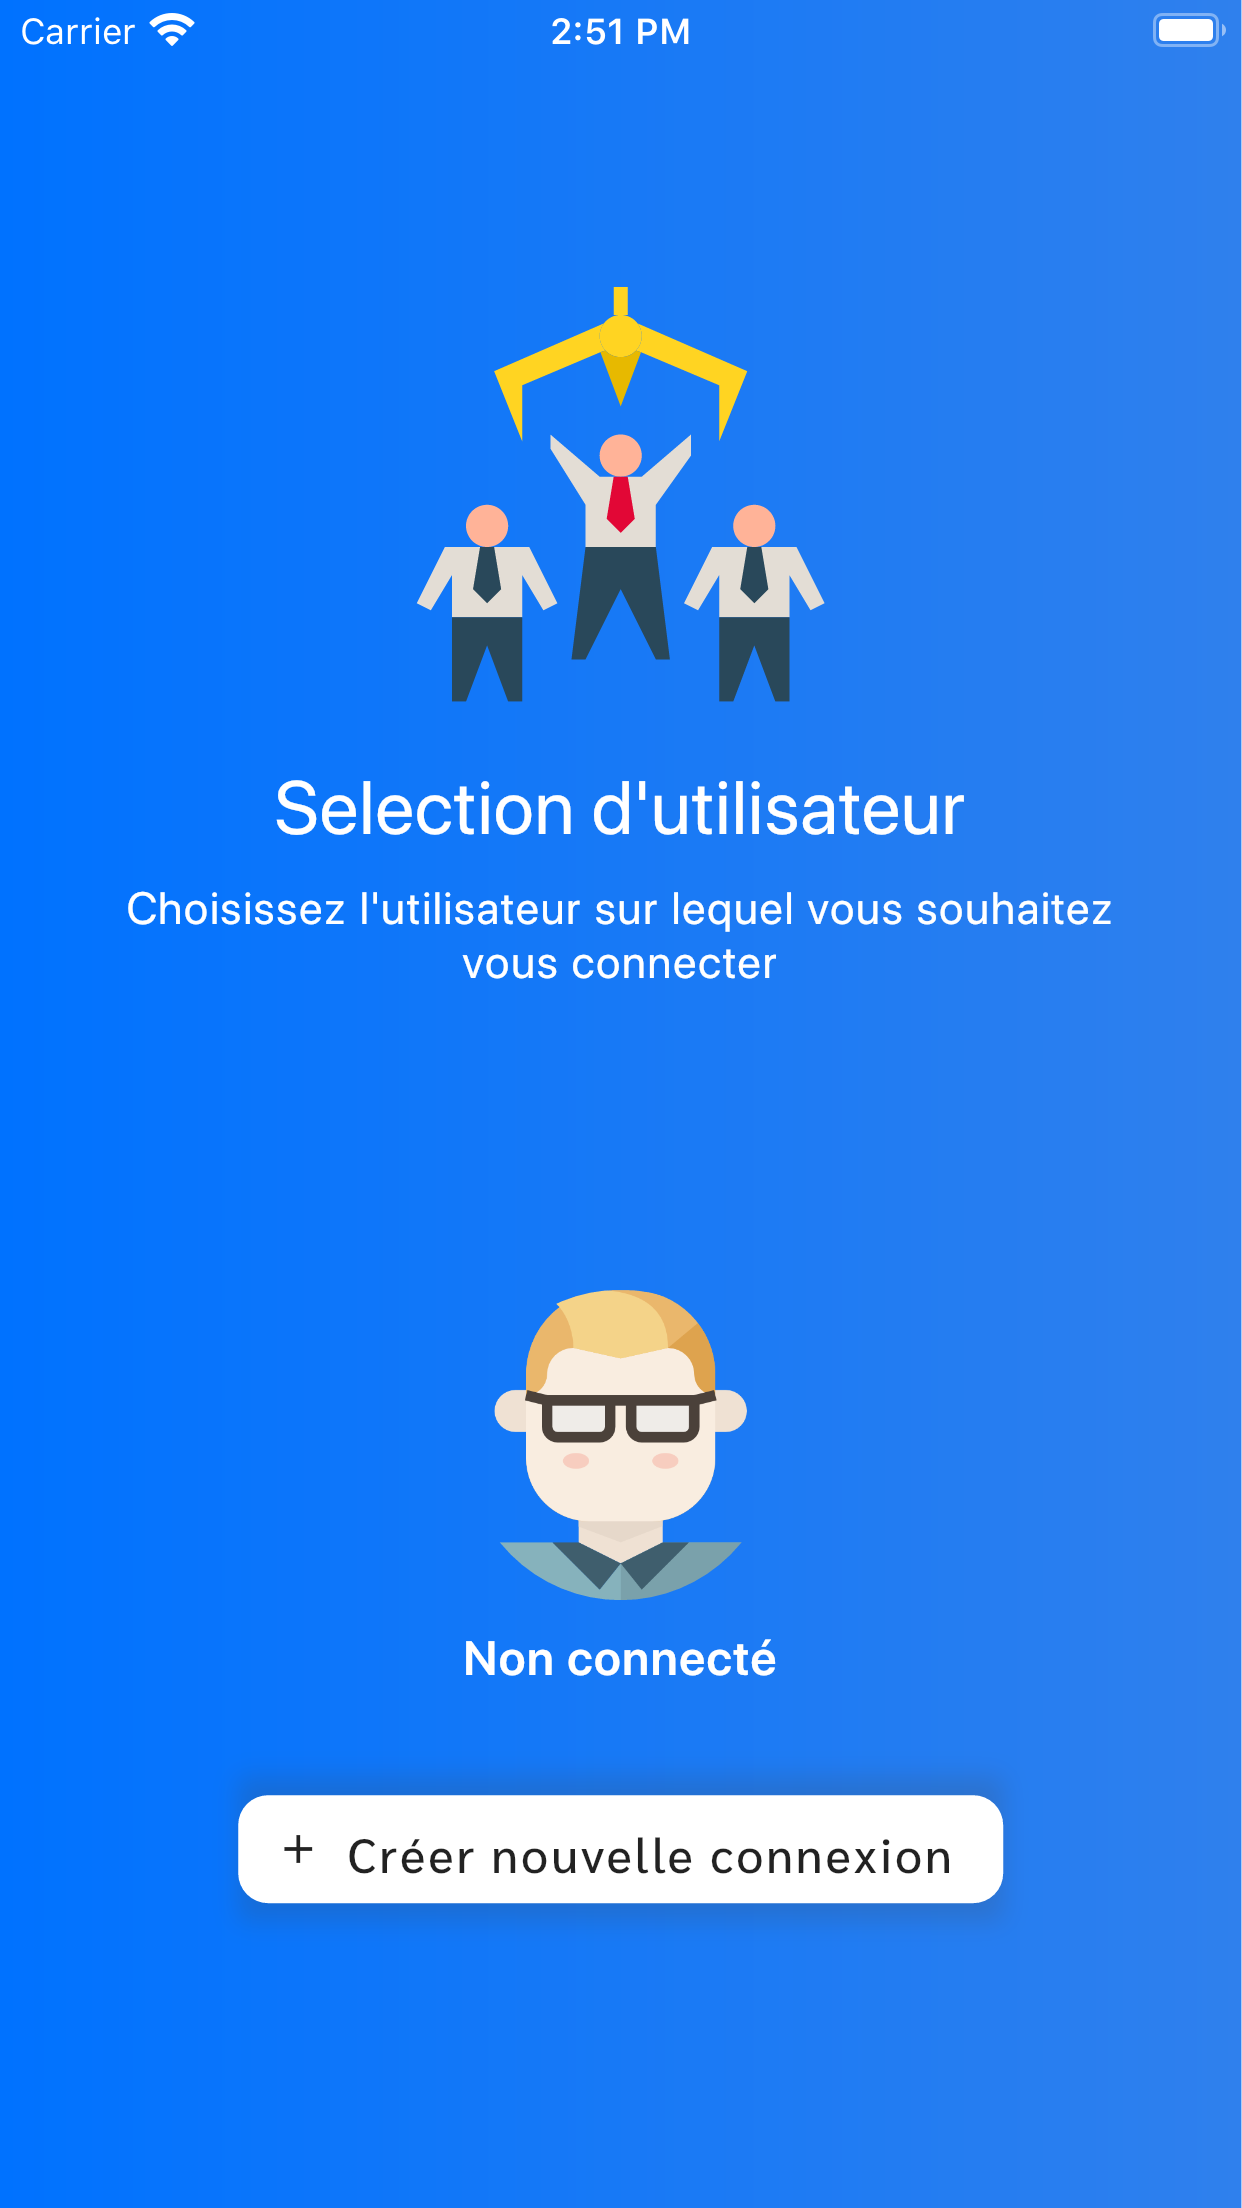 Carrier
2:51 PM
Selection d'utilisateur
Choisissez l'utilisateur sur lequel vous souhaitez
vous connecter
Non connecté
+ Créer nouvelle connexion